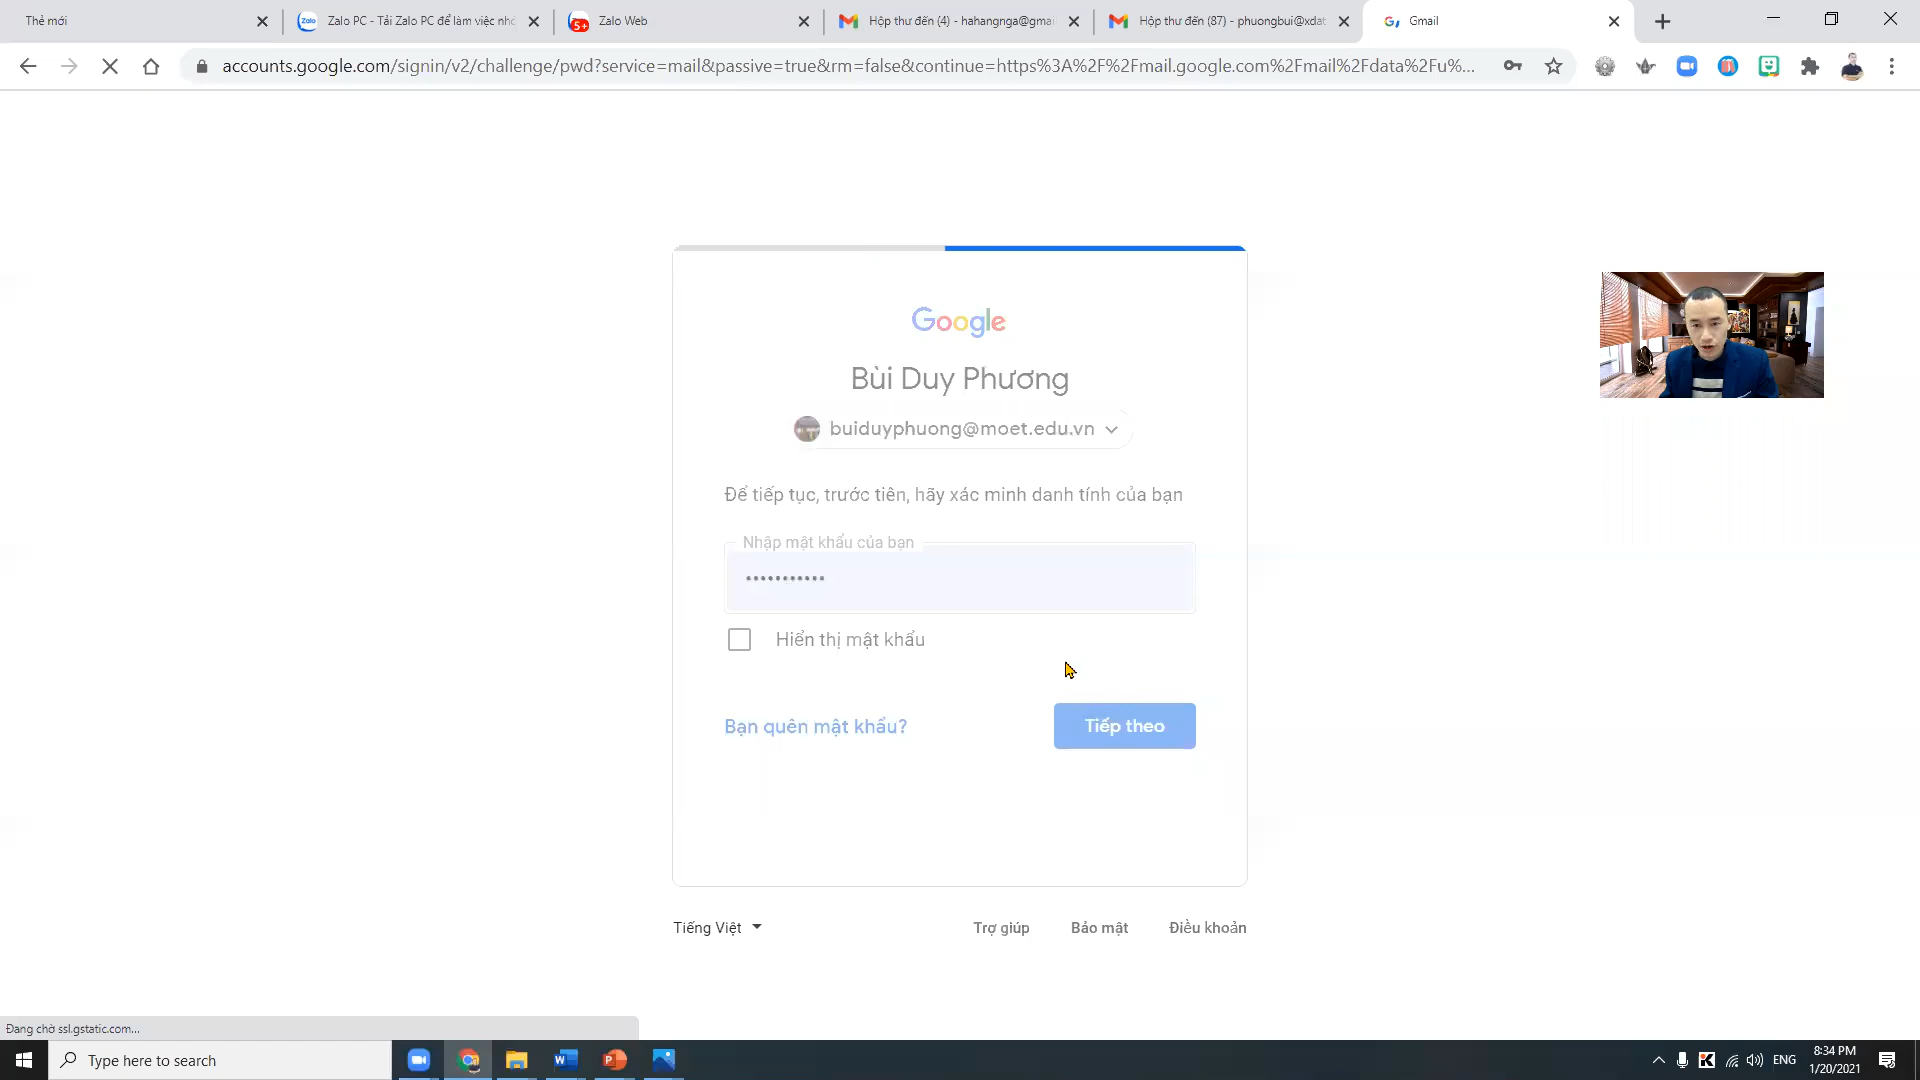 Thẻ mới
Zalo PC - Tải Zalo PC để làm việc nhó
Zalo Web
Hộp thư đến (4) - hahangnga@gmai
Hộp thư đến (87) - phuongbui@xdat
Gmail
accounts.google.com/signin/v2/challenge/pwd?service=mail&passive=true&rm=false&continue=https%3A%2F%2Fmail.google.com%2Fmail%2Fdata%2Fu%...
Google
Bùi Duy Phương
buiduyphuong@moet.edu.vn
Để tiếp tục, trước tiên, hãy xác minh danh tính của bạn
Nhập mật khẩu của bạn
•••••••••••
Hiển thị mật khẩu
Bạn quên mật khẩu?
Tiếp theo
Tiếng Việt
Trợ giúp
Bảo mật
Điều khoản
Đang chờ ssl.gstatic.com...
Type here to search
ENG
8:34 PM
1/20/2021